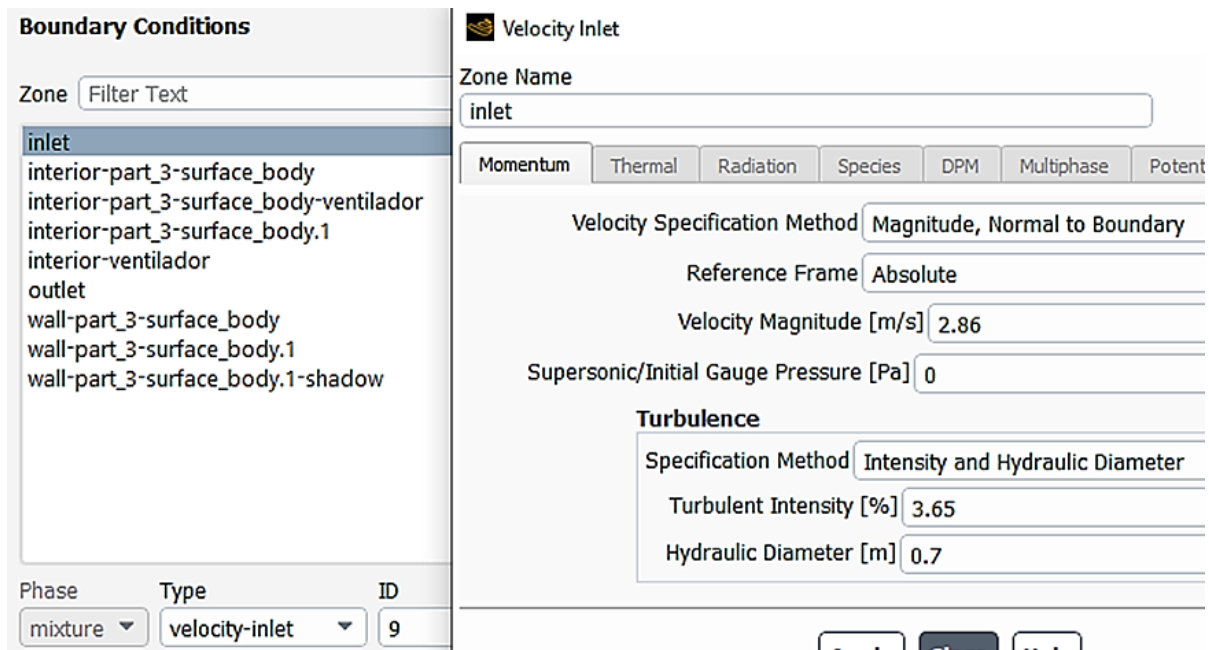 Boundary Conditions
Zone Filter Text
inlet
interior-part_3-surface_body
interior-part_3-surface_body-ventilador
interior-part_3-surface_body.1
interior-ventilador
outlet
wall-part_3-surface_body
wall-part_3-surface_body.1
wall-part_3-surface_body.1-shadow
Phase Type ID
mixture velocity-inlet 9
Velocity Inlet
Zone Name
inlet
Momentum Thermal Radiation Species DPM Multiphase Potent
Velocity Specification Method Magnitude, Normal to Boundary
Reference Frame Absolute
Velocity Magnitude [m/s] 2.86
Supersonic/Initial Gauge Pressure [Pa] 0
Turbulence
Specification Method Intensity and Hydraulic Diameter
Turbulent Intensity [%] 3.65
Hydraulic Diameter [m] 0.7